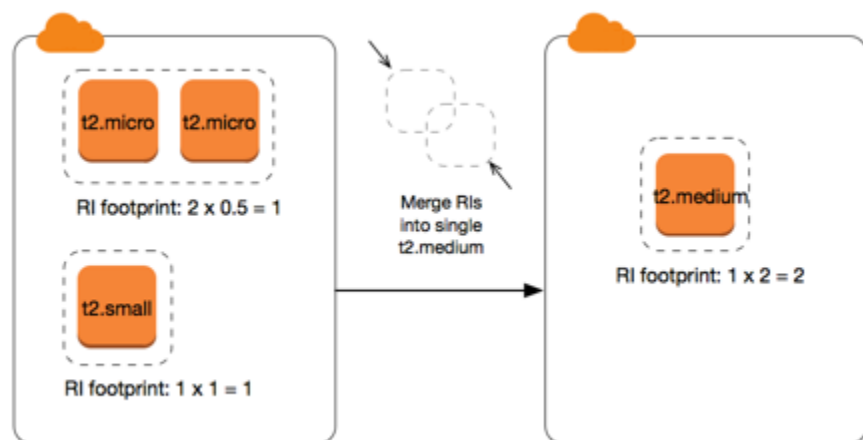 t2.micro
t2.micro
RI footprint: 2 x 0.5 = 1
t2.small
RI footprint: 1 x 1 = 1
Merge RIs
into single
t2.medium
t2.medium
RI footprint: 1 x 2 = 2